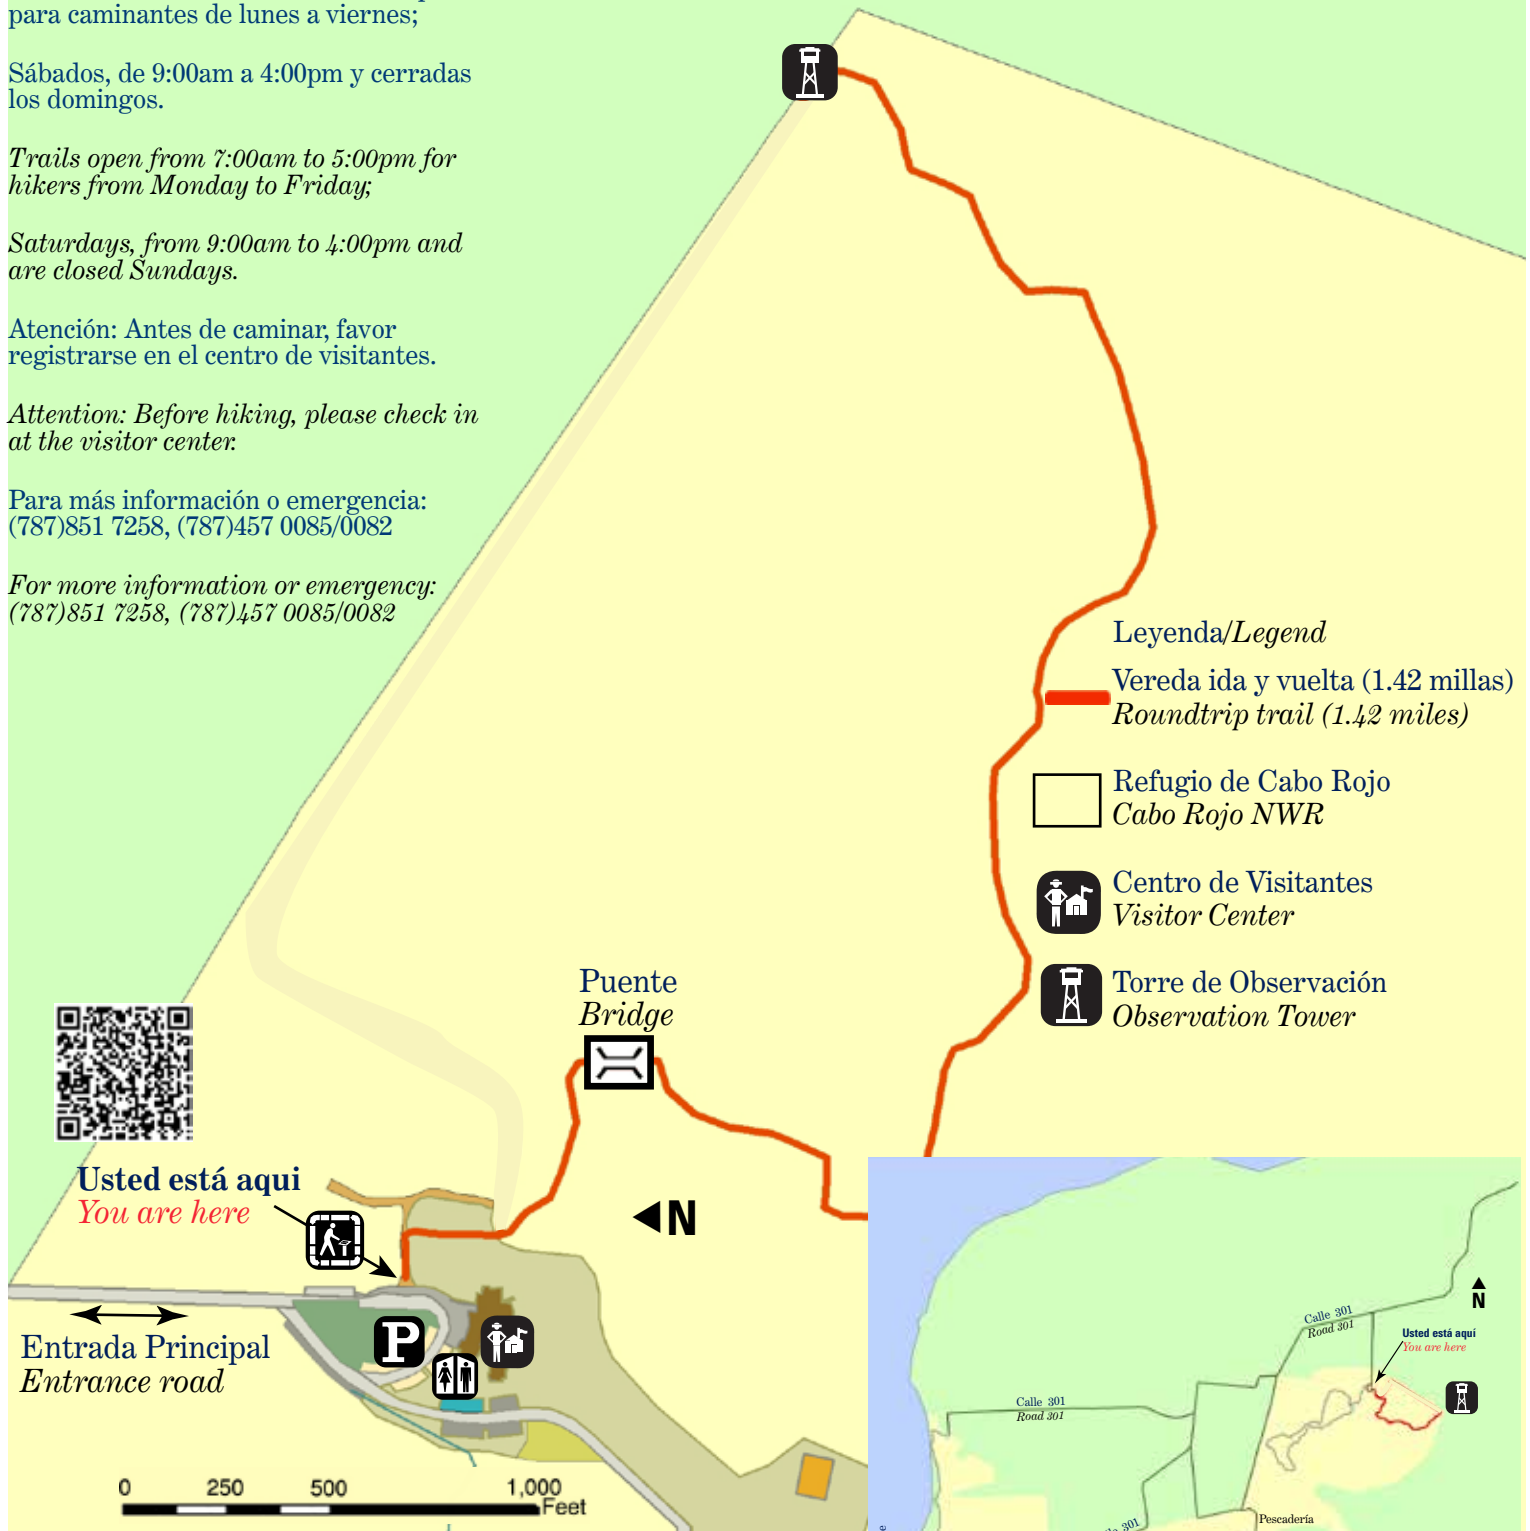 para caminantes de lunes a viernes;
Sábados, de 9:00am a 4:00pm y cerradas
los domingos.
Trails open from 7:00am to 5:00pm for
hikers from Monday to Friday;
Saturdays, from 9:00am to 4:00pm and
are closed Sundays.
Atención: Antes de caminar, favor
registrarse en el centro de visitantes.
Attention: Before hiking, please check in
at the visitor center.
Para más información o emergencia:
(787)851 7258, (787)457 0085/0082
For more information or emergency:
(787)851 7258, (787)457 0085/0082
Leyenda/Legend
Vereda ida y vuelta (1.42 millas)
Roundtrip trail (1.42 miles)
Refugio de Cabo Rojo
Cabo Rojo NWR
Centro de Visitantes
Visitor Center
Torre de Observación
Observation Tower
Puente
Bridge
Usted está aqui
You are here
N
Entrada Principal
Entrance road
P
0 250 500 1,000
Feet
N
Calle 301
Road 301
Usted está aquí
You are here
Calle 301
Road 301
Pescadería
301